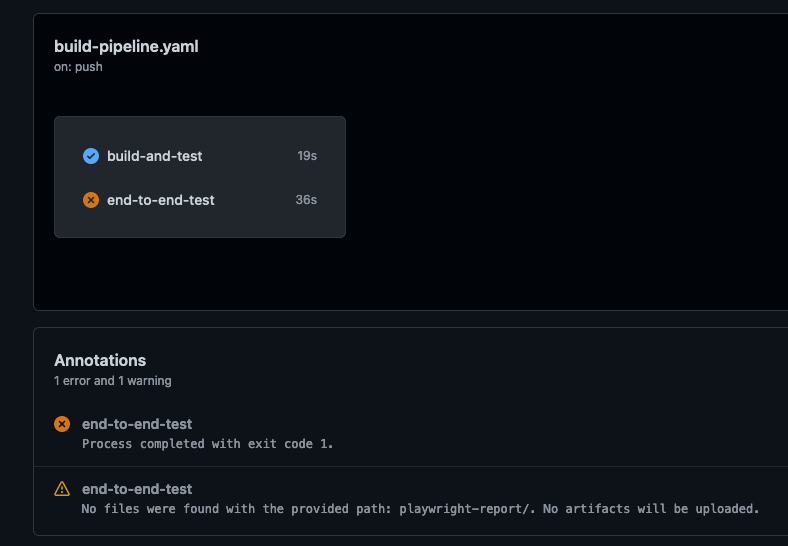 build-pipeline.yaml
on: push
build-and-test 19s
end-to-end-test 36s
Annotations
1 error and 1 warning
end-to-end-test
Process completed with exit code 1.
end-to-end-test
No files were found with the provided path: playwright-report/. No artifacts will be uploaded.